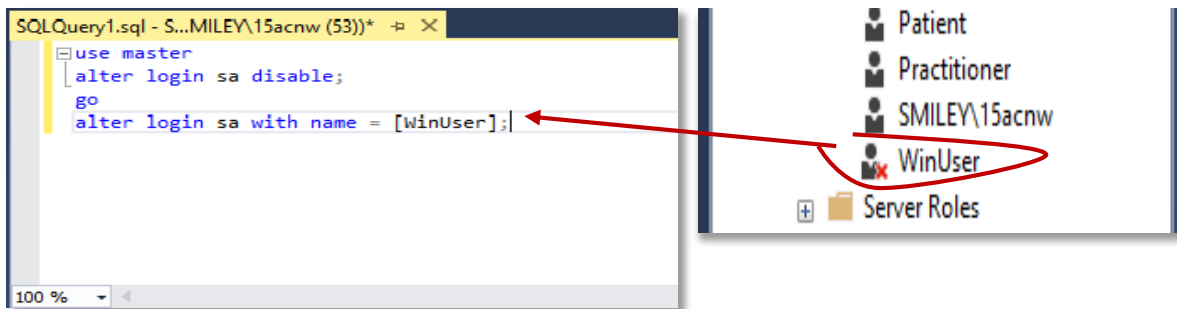 SQLQuery1.sql - S...MILEY\15acnw (53))*
use master
alter login sa disable;
go
alter login sa with name = [WinUser];
100 %
Patient
Practitioner
SMILEY\15acnw
WinUser
Server Roles